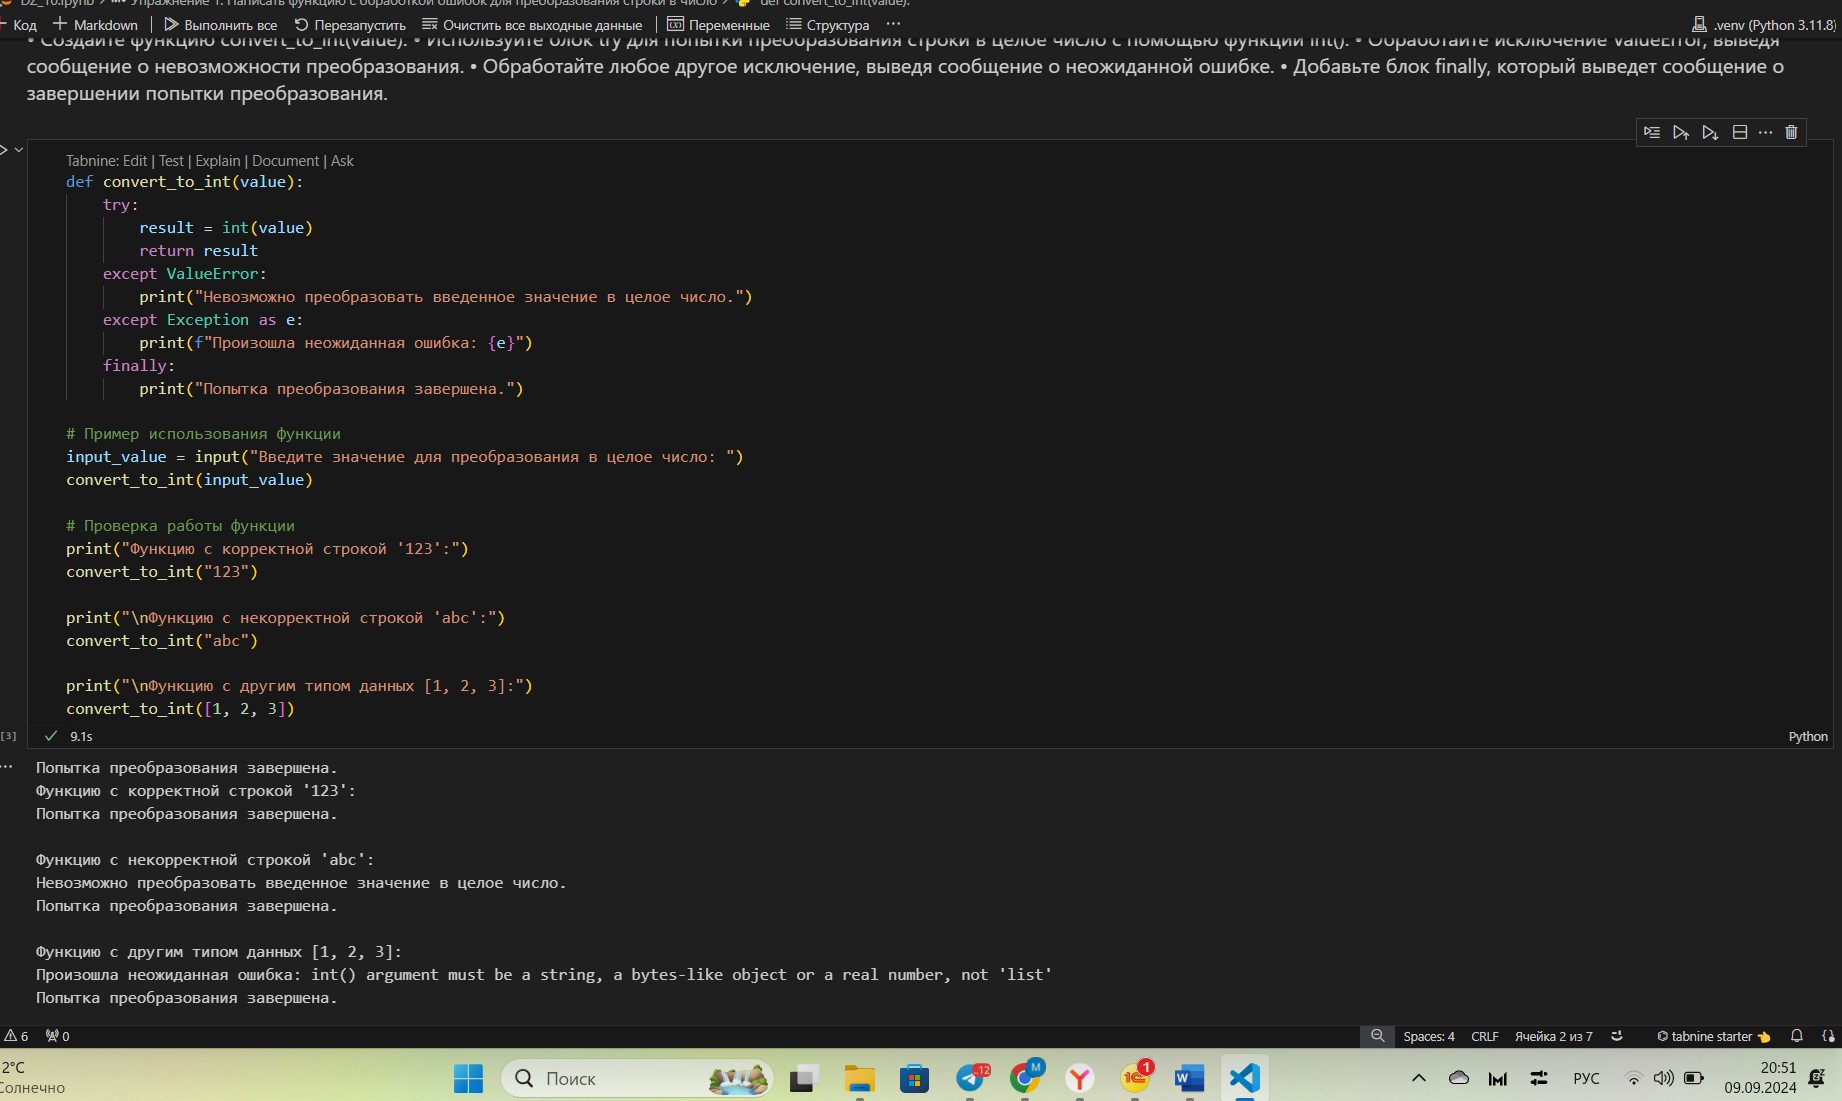 DZ_10.ipynb > M↓ Упражнение 1. Написать функцию с обработкой ошибок для преобразования строки в число > def convert_to_int(value):
+ Код + Markdown | Выполнить все Перезапустить Очистить все выходные данные | Переменные Структура ... .venv (Python 3.11.8)
• Создайте функцию convert_to_int(value). • Используйте блок try для попытки преобразования строки в целое число с помощью функции int(). • Обработайте исключение ValueError, выведя
сообщение о невозможности преобразования. • Обработайте любое другое исключение, выведя сообщение о неожиданной ошибке. • Добавьте блок finally, который выведет сообщение о
завершении попытки преобразования.
Tabnine: Edit | Test | Explain | Document | Ask
def convert_to_int(value):
    try:
        result = int(value)
        return result
    except ValueError:
        print("Невозможно преобразовать введенное значение в целое число.")
    except Exception as e:
        print(f"Произошла неожиданная ошибка: {e}")
    finally:
        print("Попытка преобразования завершена.")
# Пример использования функции
input_value = input("Введите значение для преобразования в целое число: ")
convert_to_int(input_value)
# Проверка работы функции
print("Функцию с корректной строкой '123':")
convert_to_int("123")
print("\nФункцию с некорректной строкой 'abc':")
convert_to_int("abc")
print("\nФункцию с другим типом данных [1, 2, 3]:")
convert_to_int([1, 2, 3])
[3] 9.1s Python
Попытка преобразования завершена.
Функцию с корректной строкой '123':
Попытка преобразования завершена.
Функцию с некорректной строкой 'abc':
Невозможно преобразовать введенное значение в целое число.
Попытка преобразования завершена.
Функцию с другим типом данных [1, 2, 3]:
Произошла неожиданная ошибка: int() argument must be a string, a bytes-like object or a real number, not 'list'
Попытка преобразования завершена.
6 0 Spaces: 4 CRLF Ячейка 2 из 7 tabnine starter
2°C Поиск 12 M 1 РУС 20:51
Солнечно 09.09.2024